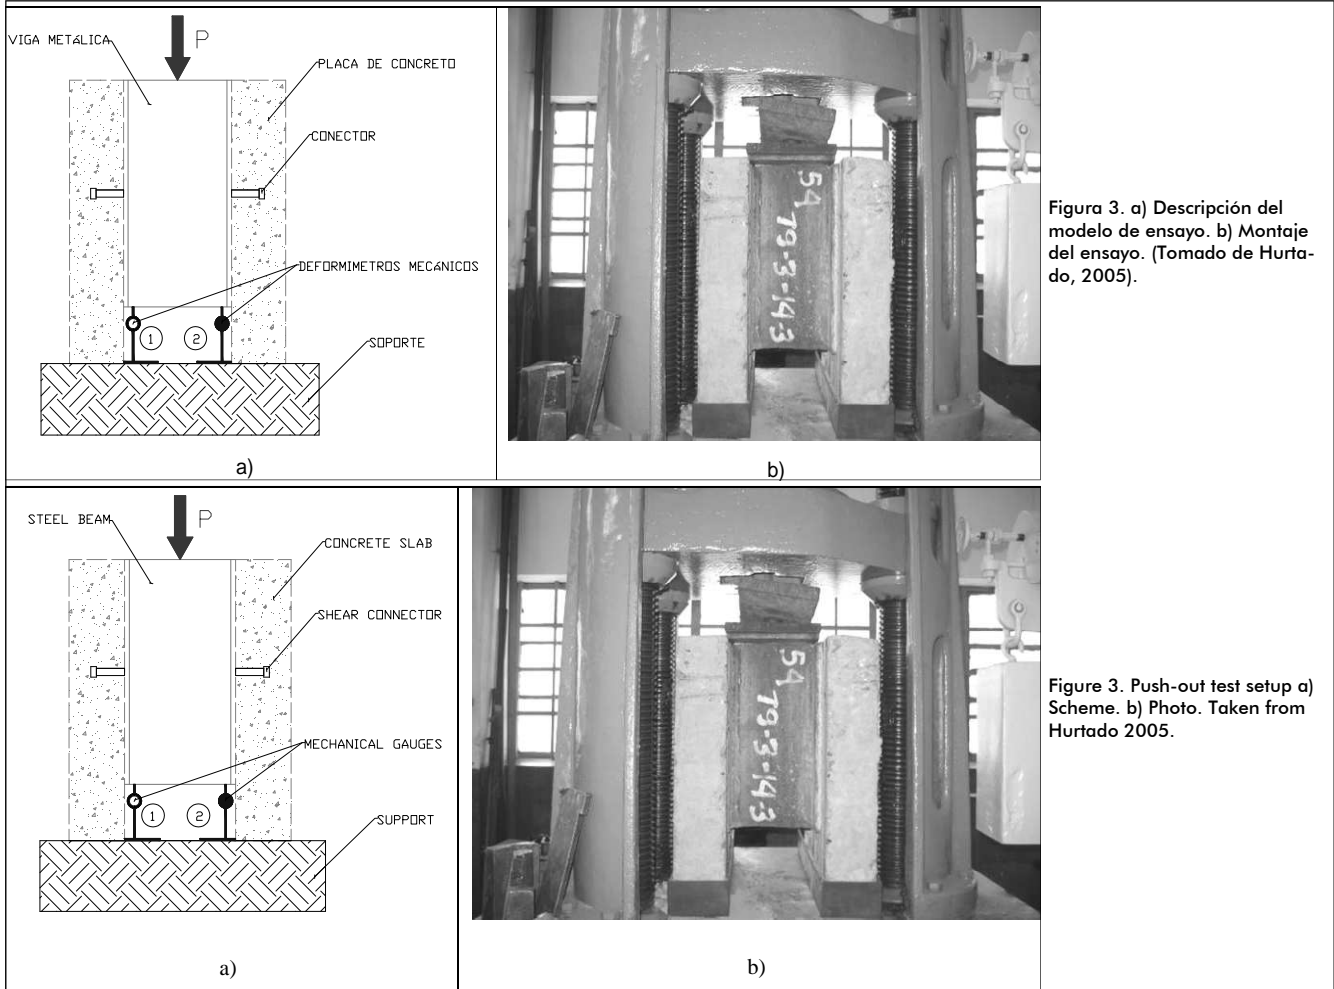 P
VIGA METÁLICA
PLACA DE CONCRETO
CONECTOR
DEFORMIMETROS MECÁNICOS
1
2
SOPORTE
a)
54
79-3-14-3
b)
Figura 3. a) Descripción del
modelo de ensayo. b) Montaje
del ensayo. (Tomado de Hurta-
do, 2005).
P
STEEL BEAM
CONCRETE SLAB
SHEAR CONNECTOR
MECHANICAL GAUGES
1
2
SUPPORT
a)
54
79-3-14-3
b)
Figure 3. Push-out test setup a)
Scheme. b) Photo. Taken from
Hurtado 2005.